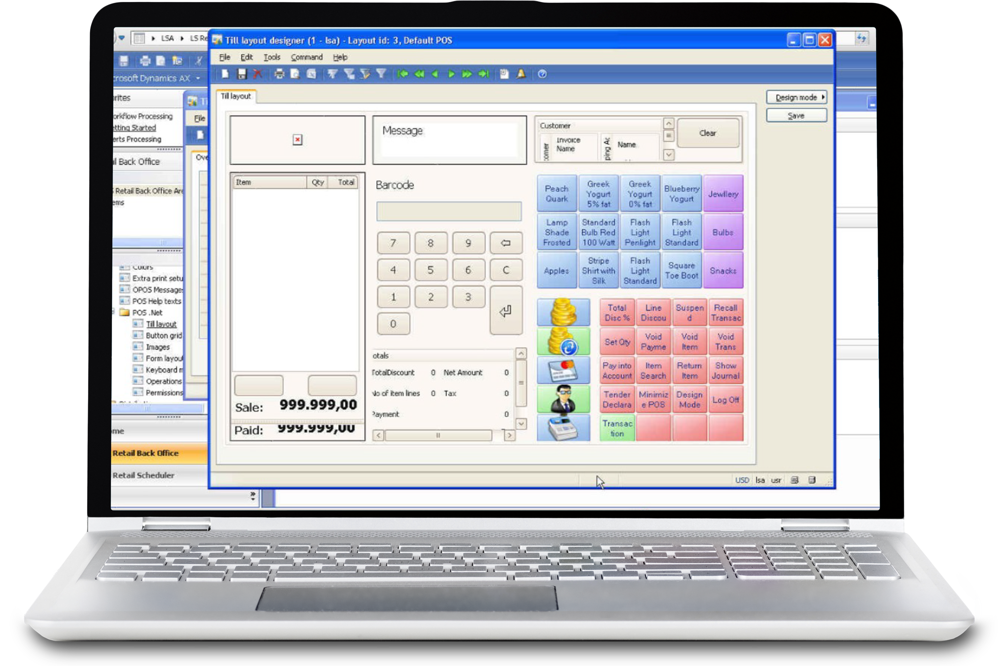 LSA
LS Re
Till layout designer (1 - lsa) - Layout id: 3, Default POS
File Edit Tools Command Help
crosoft Dynamics AX
Till layout
Design mode
Save
rites
orkflow Processing
etting Started
erts Processing
il Back Office
Retail Back Office Are
ems
Colors
Extra print setu
OPOS Messages
POS Help texts
POS .Net
Till layout
Button grid
Images
Form layou
Keyboard m
Operations
Permissions
ome
Retail Back Office
Retail Scheduler
Ti
File
Ove
Message
Customer
omer
Invoice
Name
ping Ac
Name
Clear
Item Qty Total
Sale: 999.999,00
Paid: 999.999,00
Barcode
7 8 9
4 5 6 C
1 2 3
0
otals
TotalDiscount 0 Net Amount 0
No of item lines 0 Tax 0
Payment 0
Peach
Quark
Greek
Yogurt
5% fat
Greek
Yogurt
0% fat
Blueberry
Yogurt
Jewllery
Lamp
Shade
Frosted
Standard
Bulb Red
100 Watt
Flash
Light
Penlight
Flash
Light
Standard
Bulbs
Apples
Stripe
Shirt with
Silk
Flash
Light
Standard
Square
Toe Boot
Snacks
Total
Disc %
Line
Discou
Suspen
d
Recall
Transac
Set Qty
Void
Payme
Void
Item
Void
Trans
Pay into
Account
Item
Search
Return
Item
Show
Journal
Tender
Declara
Minimiz
e POS
Design
Mode
Log Off
Transac
tion
USD lsa usr